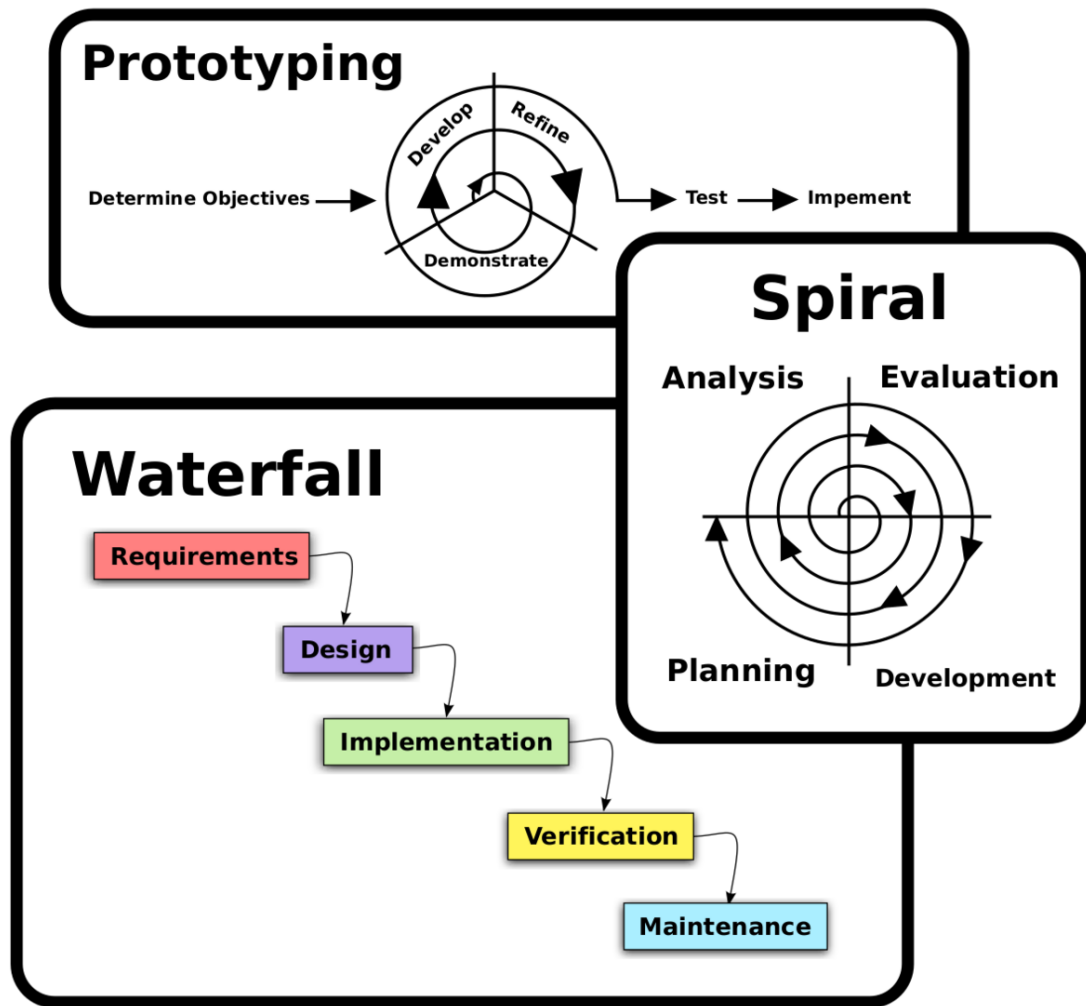 Prototyping
Develop
Refine
Determine Objectives
Test
Impement
Demonstrate
Spiral
Analysis
Evaluation
Planning
Development
Waterfall
Requirements
Design
Implementation
Verification
Maintenance